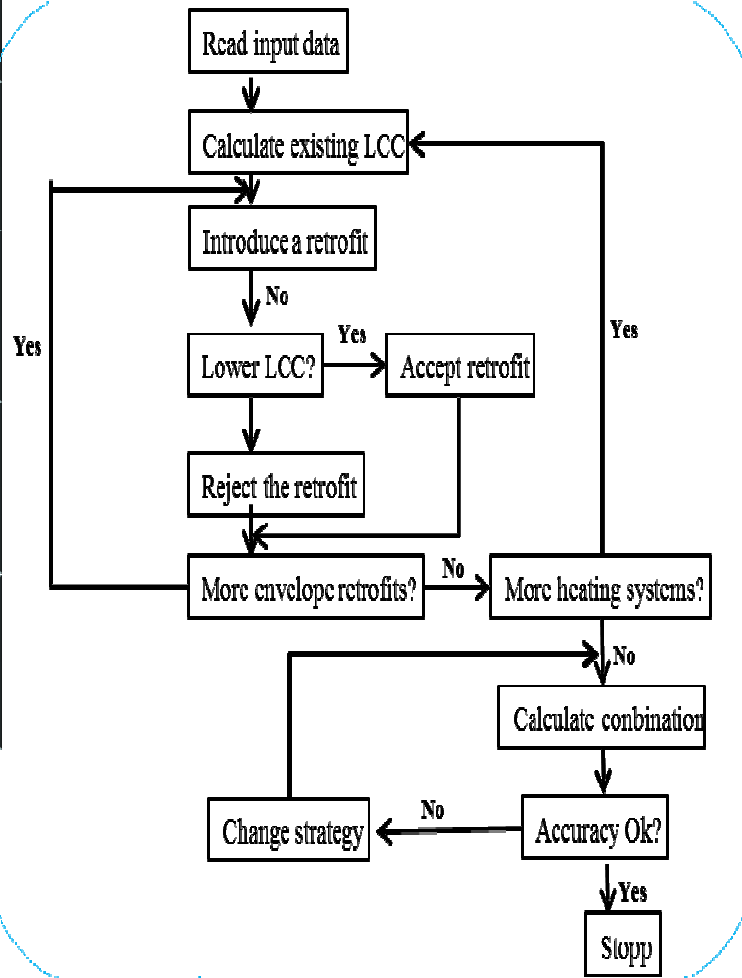 Read input data
Calculate existing LCC
Introduce a retrofit
No
Yes
Yes
Yes
Lower LCC?
Accept retrofit
Reject the retrofit
More envelope retrofits?
No
More heating systems?
No
Calculate conbination
No
Change strategy
Accuracy Ok?
Yes
Stopp